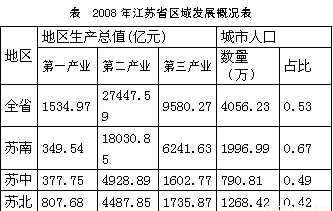 表 2008 年江苏省区域发展概况表
地区 地区生产总值(亿元) 城市人口
第一产业 第二产业 第三产业 数量(万) 占比
全省 1534.97 27447.59 9580.27 4056.23 0.53
苏南 349.54 18030.85 6241.63 1996.99 0.67
苏中 377.75 4928.89 1602.77 790.81 0.49
苏北 807.68 4487.85 1735.87 1268.42 0.42